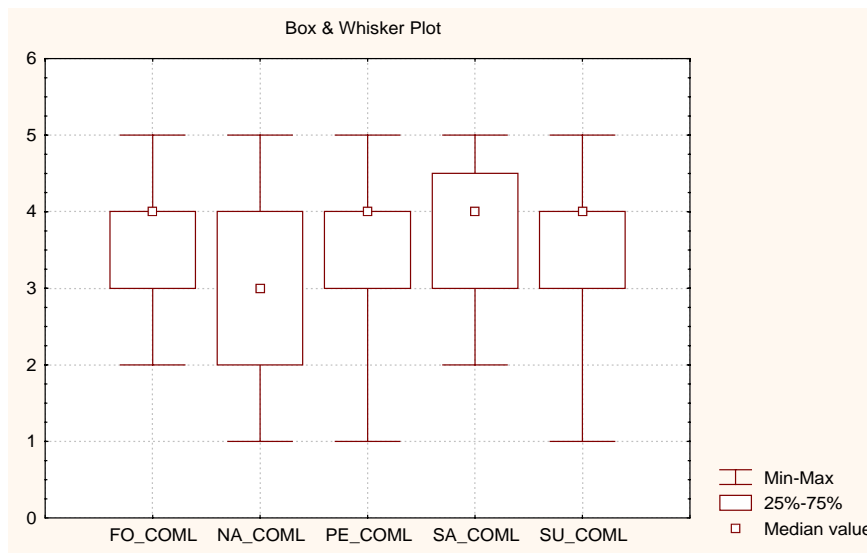 Box & Whisker Plot
6
5
4
3
2
1
0
FO_COML NA_COML PE_COML SA_COML SU_COML
Min-Max
25%-75%
Median value